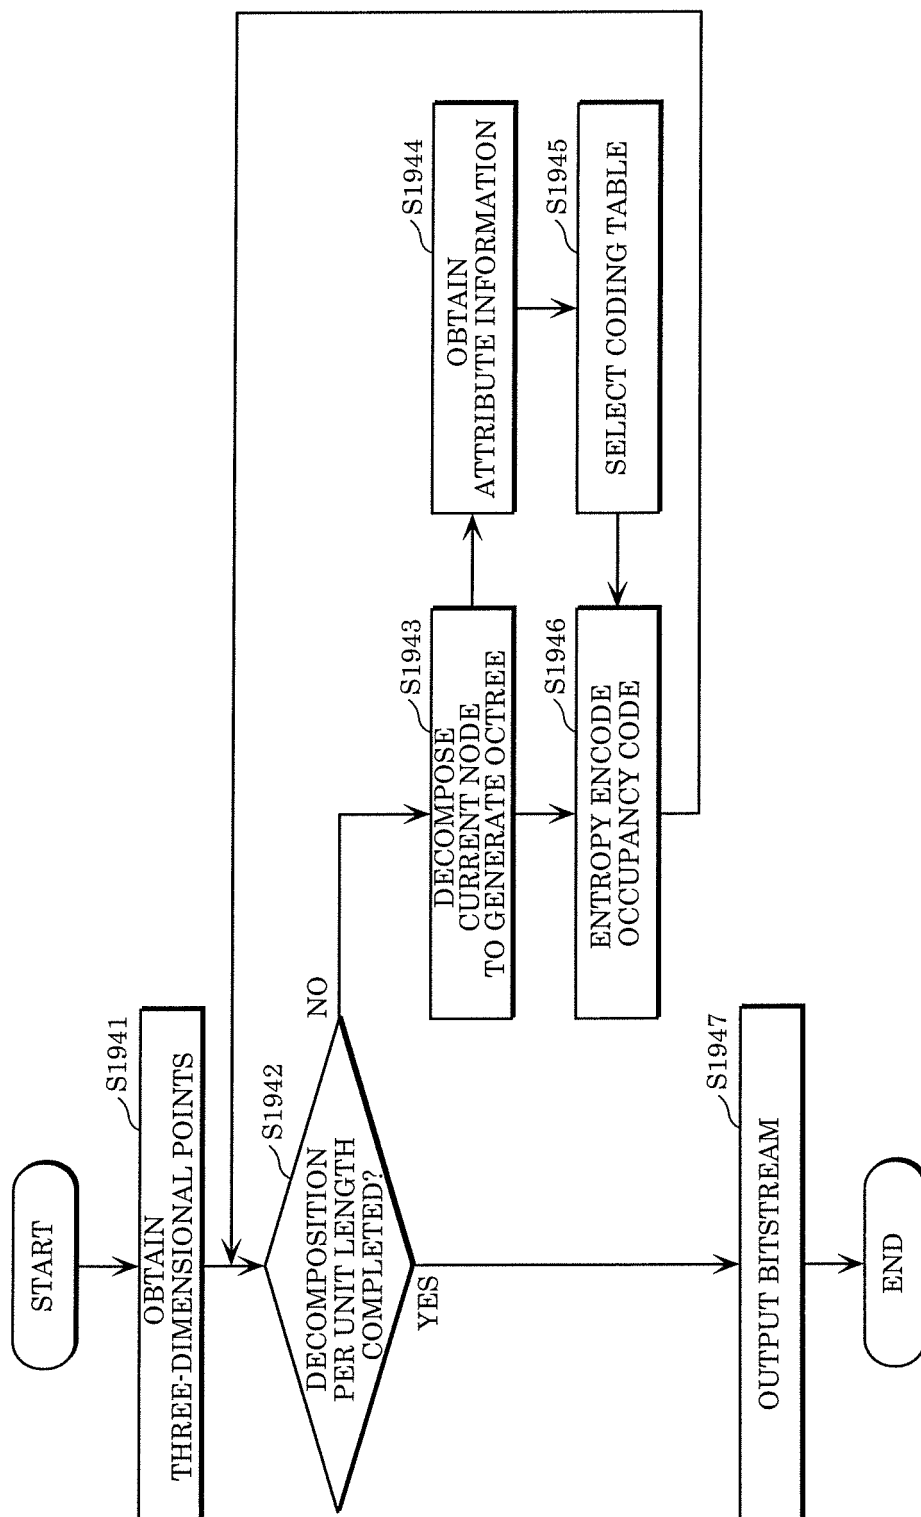 START
S1941
OBTAIN
THREE-DIMENSIONAL POINTS
S1942
DECOMPOSITION
PER UNIT LENGTH
COMPLETED?
NO
YES
S1943
DECOMPOSE
CURRENT NODE
TO GENERATE OCTREE
S1944
OBTAIN
ATTRIBUTE INFORMATION
S1945
SELECT CODING TABLE
S1946
ENTROPY ENCODE
OCCUPANCY CODE
S1947
OUTPUT BITSTREAM
END